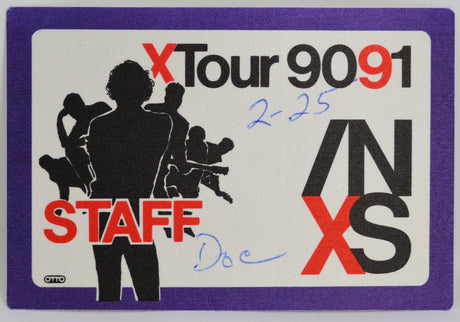 XTour 9091
2-25
INXS
STAFF
Doc
OTTO